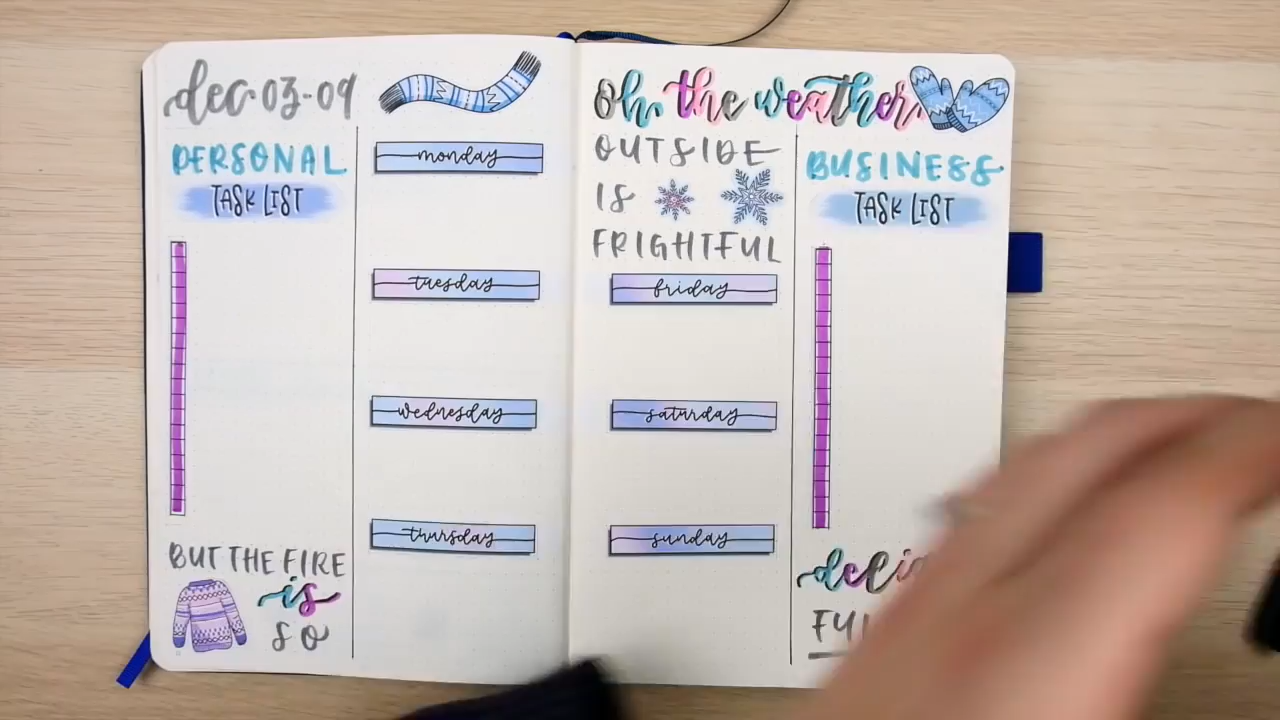 dec 03-09
PERSONAL
TASK LIST
BUT THE FIRE
is
SO
monday
tuesday
wednesday
thursday
oh the weather
OUTSIDE
IS
FRIGHTFUL
friday
saturday
sunday
BUSINESS
TASK LIST